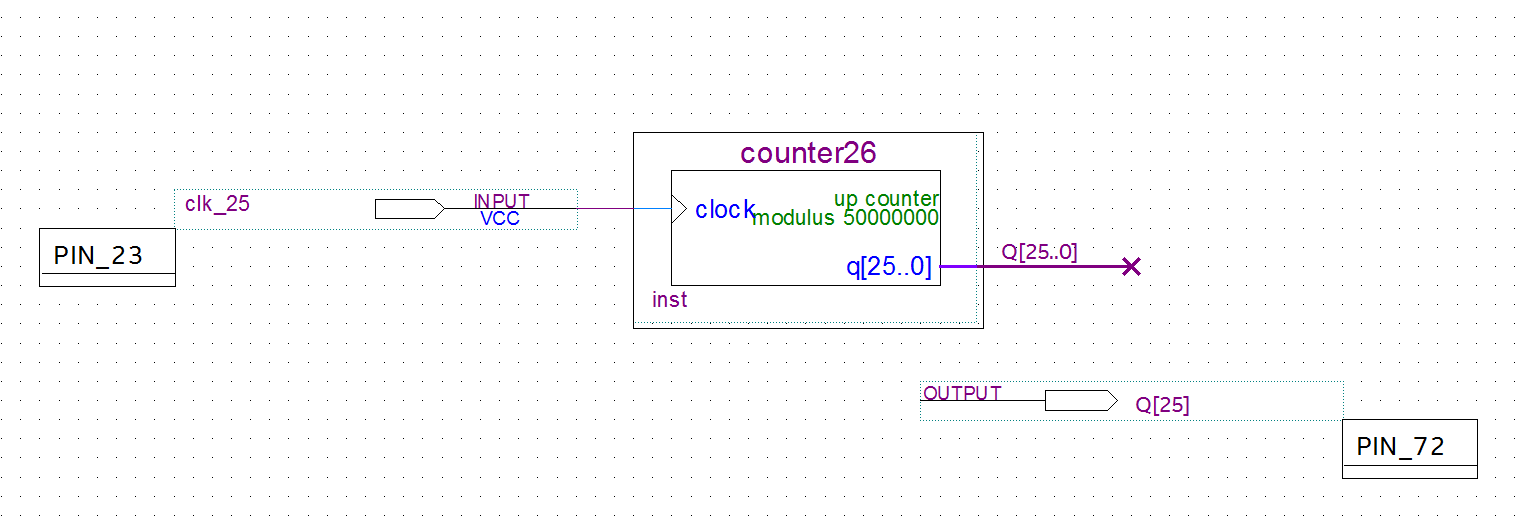 counter26
clk_25
INPUT
VCC
clock
up counter
modulus 50000000
PIN_23
Q[25..0]
q[25..0]
inst
OUTPUT
Q[25]
PIN_72